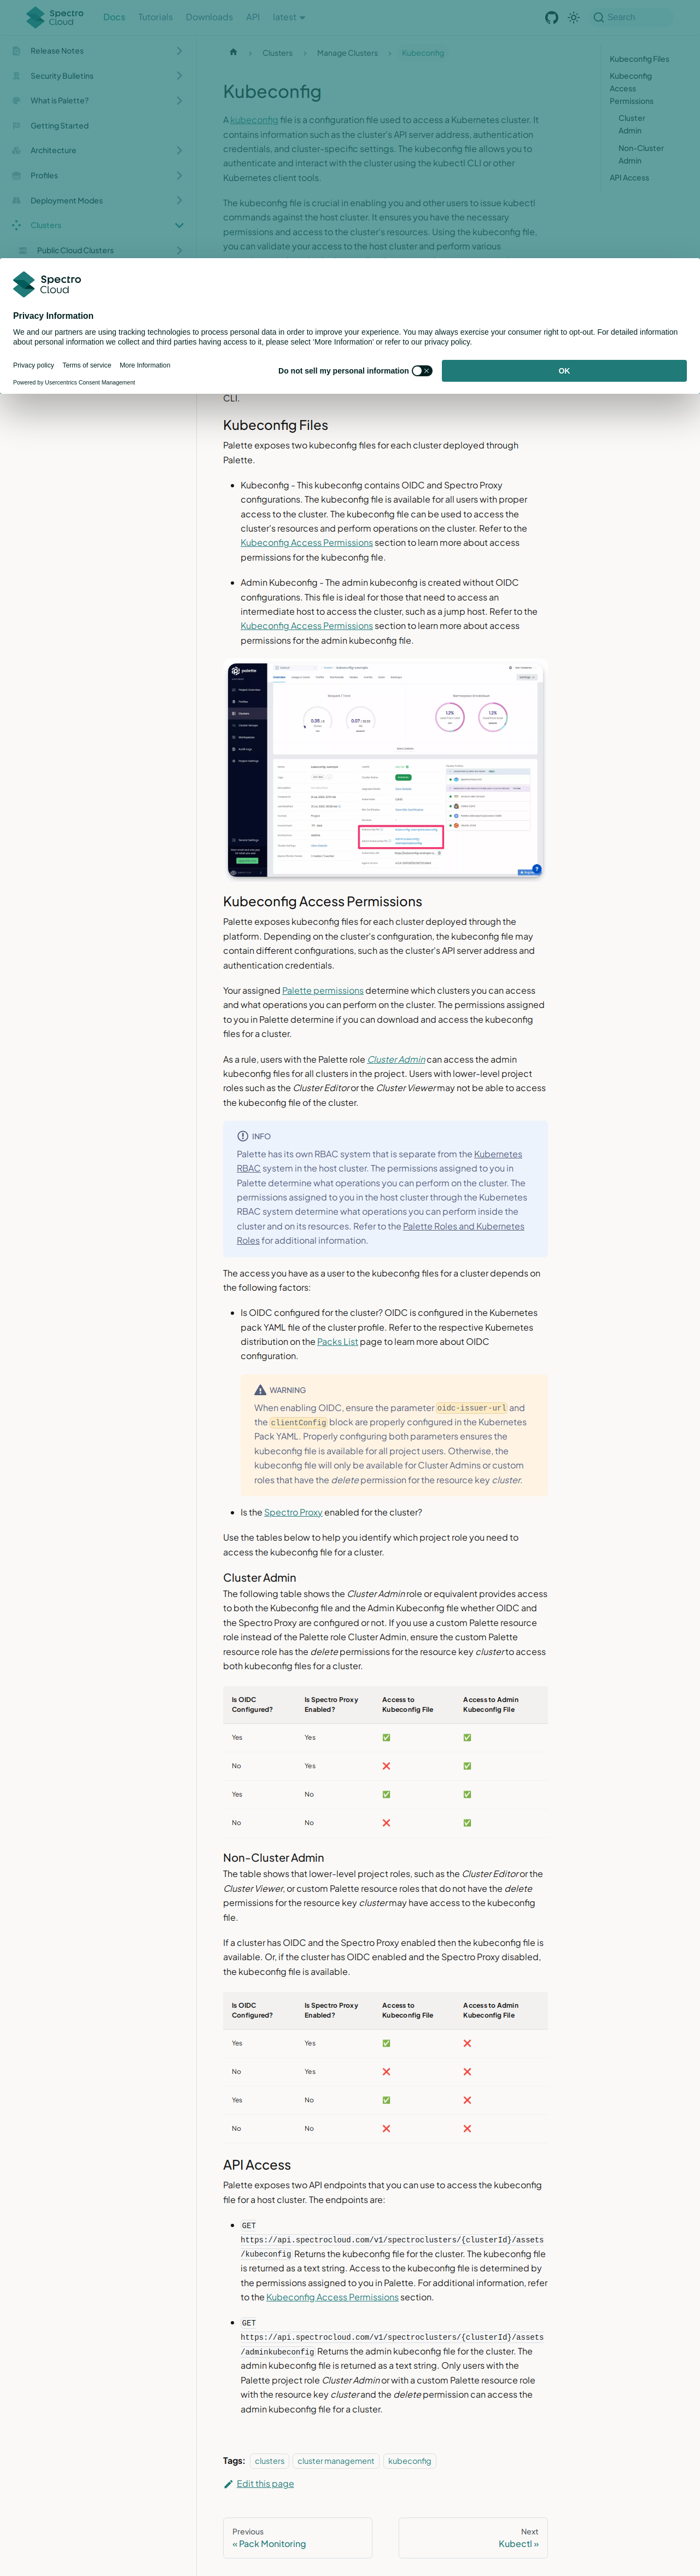 Spectro
Cloud
Docs
Tutorials
Downloads
API
latest
Search
Release Notes
Security Bulletins
What is Palette?
Getting Started
Architecture
Profiles
Deployment Modes
Clusters
Public Cloud Clusters
Clusters
Manage Clusters
Kubeconfig
Kubeconfig
A kubeconfig file is a configuration file used to access a Kubernetes cluster. It
contains information such as the cluster's API server address, authentication
credentials, and cluster-specific settings. The kubeconfig file allows you to
authenticate and interact with the cluster using the kubectl CLI or other
Kubernetes client tools.
The kubeconfig file is crucial in enabling you and other users to issue kubectl
commands against the host cluster. It ensures you have the necessary
permissions and access to the cluster's resources. Using the kubeconfig file,
you can validate your access to the host cluster and perform various
Kubeconfig Files
Kubeconfig
Access
Permissions
Cluster
Admin
Non-Cluster
Admin
API Access
Spectro
Cloud
Privacy Information
We and our partners are using tracking technologies to process personal data in order to improve your experience. You may always exercise your consumer right to opt-out. For detailed information
about personal information we collect and third parties having access to it, please select 'More Information' or refer to our privacy policy.
Privacy policy
Terms of service
More Information
Powered by Usercentrics Consent Management
Do not sell my personal information
OK
CLI.
Kubeconfig Files
Palette exposes two kubeconfig files for each cluster deployed through
Palette.
Kubeconfig - This kubeconfig contains OIDC and Spectro Proxy
configurations. The kubeconfig file is available for all users with proper
access to the cluster. The kubeconfig file can be used to access the
cluster's resources and perform operations on the cluster. Refer to the
Kubeconfig Access Permissions section to learn more about access
permissions for the kubeconfig file.
Admin Kubeconfig - The admin kubeconfig is created without OIDC
configurations. This file is ideal for those that need to access an
intermediate host to access the cluster, such as a jump host. Refer to the
Kubeconfig Access Permissions section to learn more about access
permissions for the admin kubeconfig file.
palette
Kubeconfig Access Permissions
Palette exposes kubeconfig files for each cluster deployed through the
platform. Depending on the cluster's configuration, the kubeconfig file may
contain different configurations, such as the cluster's API server address and
authentication credentials.
Your assigned Palette permissions determine which clusters you can access
and what operations you can perform on the cluster. The permissions assigned
to you in Palette determine if you can download and access the kubeconfig
files for a cluster.
As a rule, users with the Palette role Cluster Admin can access the admin
kubeconfig files for all clusters in the project. Users with lower-level project
roles such as the Cluster Editor or the Cluster Viewer may not be able to access
the kubeconfig file of the cluster.
INFO
Palette has its own RBAC system that is separate from the Kubernetes
RBAC system in the host cluster. The permissions assigned to you in
Palette determine what operations you can perform on the cluster. The
permissions assigned to you in the host cluster through the Kubernetes
RBAC system determine what operations you can perform inside the
cluster and on its resources. Refer to the Palette Roles and Kubernetes
Roles for additional information.
The access you have as a user to the kubeconfig files for a cluster depends on
the following factors:
Is OIDC configured for the cluster? OIDC is configured in the Kubernetes
pack YAML file of the cluster profile. Refer to the respective Kubernetes
distribution on the Packs List page to learn more about OIDC
configuration.
WARNING
When enabling OIDC, ensure the parameter oidc-issuer-url and
the clientConfig block are properly configured in the Kubernetes
Pack YAML. Properly configuring both parameters ensures the
kubeconfig file is available for all project users. Otherwise, the
kubeconfig file will only be available for Cluster Admins or custom
roles that have the delete permission for the resource key cluster.
Is the Spectro Proxy enabled for the cluster?
Use the tables below to help you identify which project role you need to
access the kubeconfig file for a cluster.
Cluster Admin
The following table shows the Cluster Admin role or equivalent provides access
to both the Kubeconfig file and the Admin Kubeconfig file whether OIDC and
the Spectro Proxy are configured or not. If you use a custom Palette resource
role instead of the Palette role Cluster Admin, ensure the custom Palette
resource role has the delete permissions for the resource key cluster to access
both kubeconfig files for a cluster.
Is OIDC Configured? Is Spectro Proxy Enabled? Access to Kubeconfig File Access to Admin Kubeconfig File
Yes Yes ✅ ✅
No Yes ❌ ✅
Yes No ✅ ✅
No No ❌ ✅
Non-Cluster Admin
The table shows that lower-level project roles, such as the Cluster Editor or the
Cluster Viewer, or custom Palette resource roles that do not have the delete
permissions for the resource key cluster may have access to the kubeconfig
file.
If a cluster has OIDC and the Spectro Proxy enabled then the kubeconfig file is
available. Or, if the cluster has OIDC enabled and the Spectro Proxy disabled,
the kubeconfig file is available.
Is OIDC Configured? Is Spectro Proxy Enabled? Access to Kubeconfig File Access to Admin Kubeconfig File
Yes Yes ✅ ❌
No Yes ❌ ❌
Yes No ✅ ❌
No No ❌ ❌
API Access
Palette exposes two API endpoints that you can use to access the kubeconfig
file for a host cluster. The endpoints are:
GET
https://api.spectrocloud.com/v1/spectroclusters/{clusterId}/assets
/kubeconfig Returns the kubeconfig file for the cluster. The kubeconfig file
is returned as a text string. Access to the kubeconfig file is determined by
the permissions assigned to you in Palette. For additional information, refer
to the Kubeconfig Access Permissions section.
GET
https://api.spectrocloud.com/v1/spectroclusters/{clusterId}/assets
/adminkubeconfig Returns the admin kubeconfig file for the cluster. The
admin kubeconfig file is returned as a text string. Only users with the
Palette project role Cluster Admin or with a custom Palette resource role
with the resource key cluster and the delete permission can access the
admin kubeconfig file for a cluster.
Tags: clusters cluster management kubeconfig
Edit this page
Previous
« Pack Monitoring
Next
Kubectl »